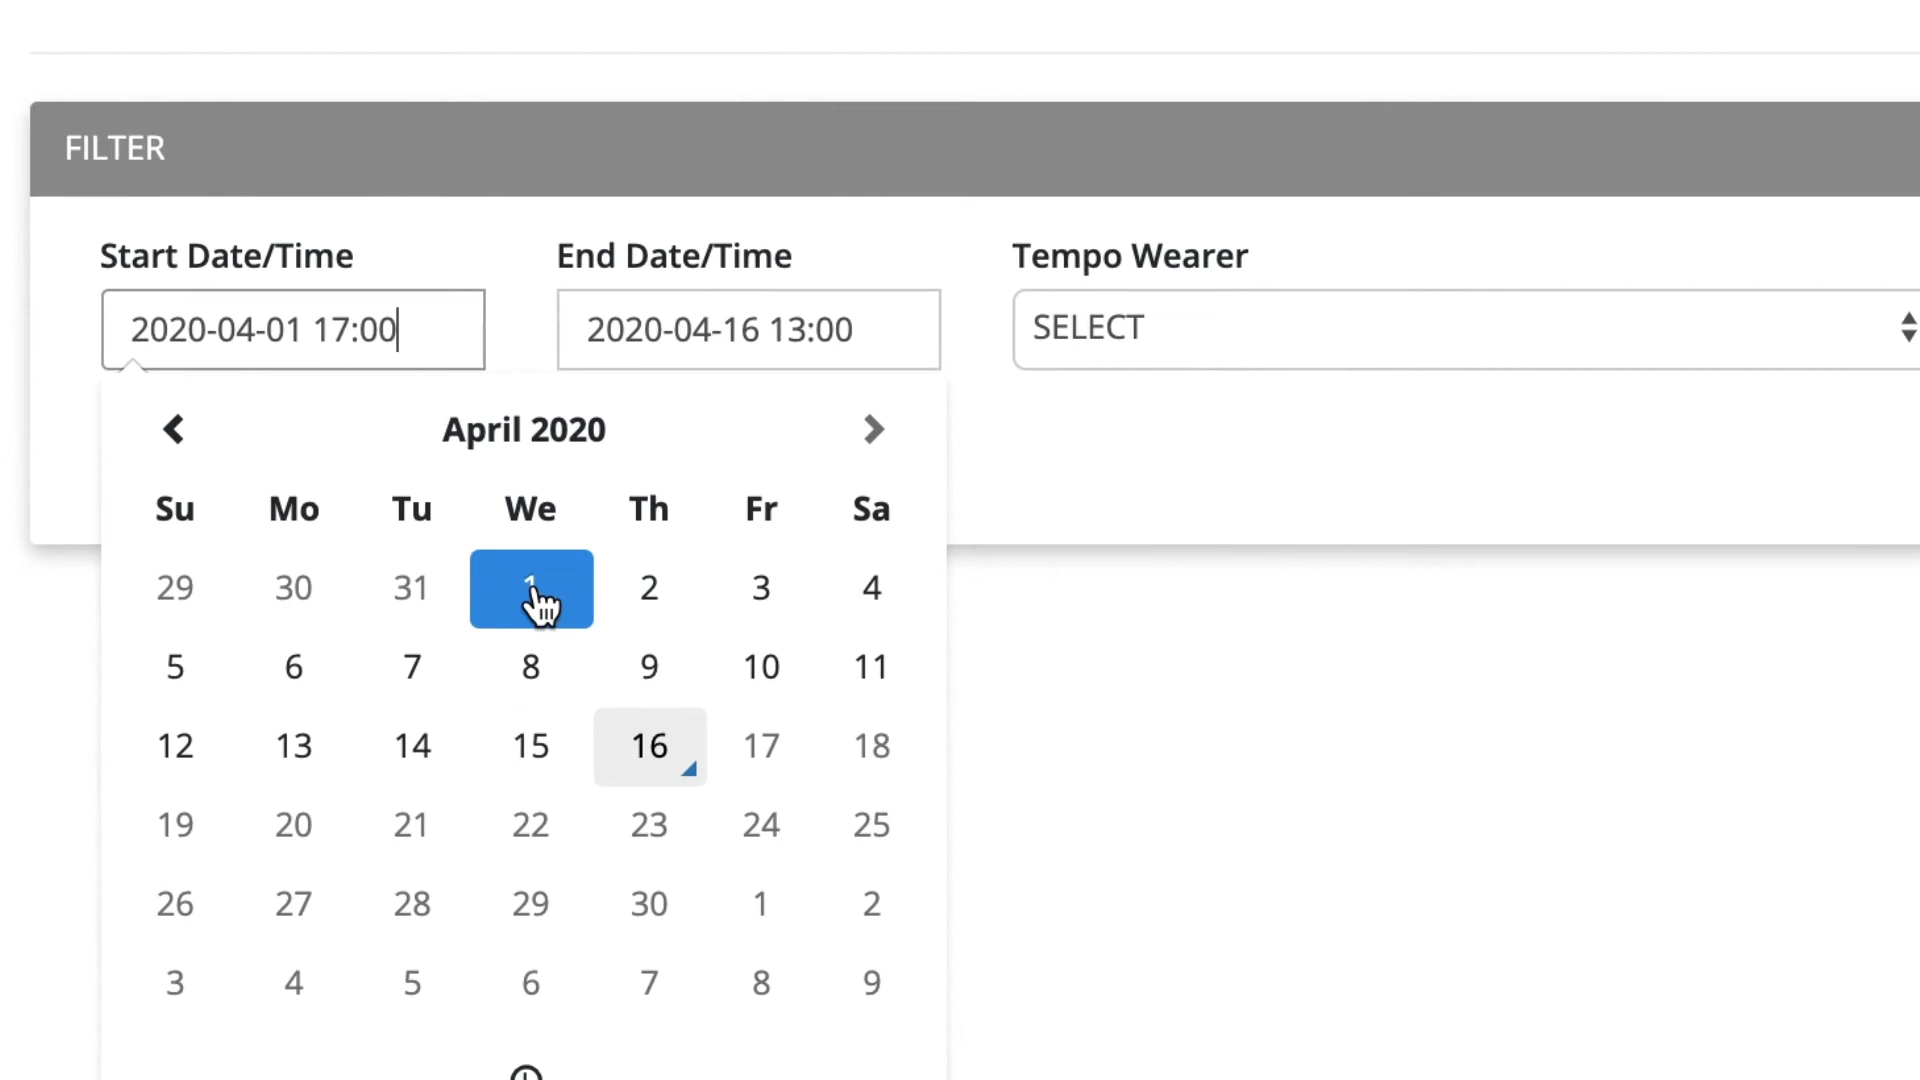 FILTER
Start Date/Time End Date/Time Tempo Wearer
2020-04-01 17:00 2020-04-16 13:00 SELECT
April 2020
Su Mo Tu We Th Fr Sa
29 30 31 1 2 3 4
5 6 7 8 9 10 11
12 13 14 15 16 17 18
19 20 21 22 23 24 25
26 27 28 29 30 1 2
3 4 5 6 7 8 9